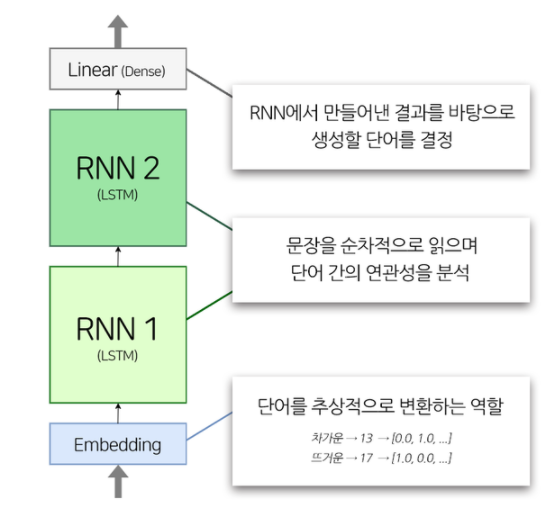 Linear (Dense)
RNN에서 만들어낸 결과를 바탕으로
생성할 단어를 결정
RNN 2
(LSTM)
문장을 순차적으로 읽으며
단어 간의 연관성을 분석
RNN 1
(LSTM)
단어를 추상적으로 변환하는 역할
차가운 → 13 → [0.0, 1.0, ...]
뜨거운 → 17 → [1.0, 0.0, ...]
Embedding